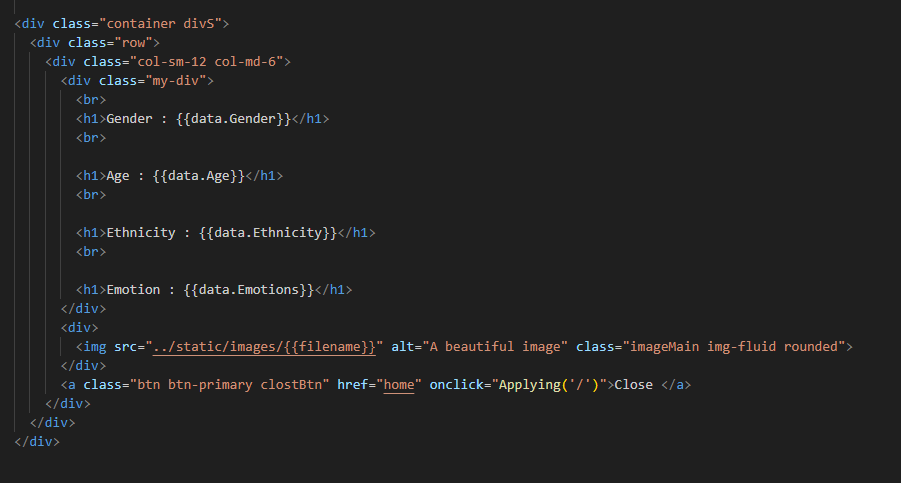 <div class="container divS">
<div class="row">
<div class="col-sm-12 col-md-6">
<div class="my-div">
<br>
<h1>Gender : {{data.Gender}}</h1>
<br>
<h1>Age : {{data.Age}}</h1>
<br>
<h1>Ethnicity : {{data.Ethnicity}}</h1>
<br>
<h1>Emotion : {{data.Emotions}}</h1>
</div>
<div>
<img src="../static/images/{{filename}}" alt="A beautiful image" class="imageMain img-fluid rounded">
</div>
<a class="btn btn-primary clostBtn" href="home" onclick="Applying('/')">Close </a>
</div>
</div>
</div>